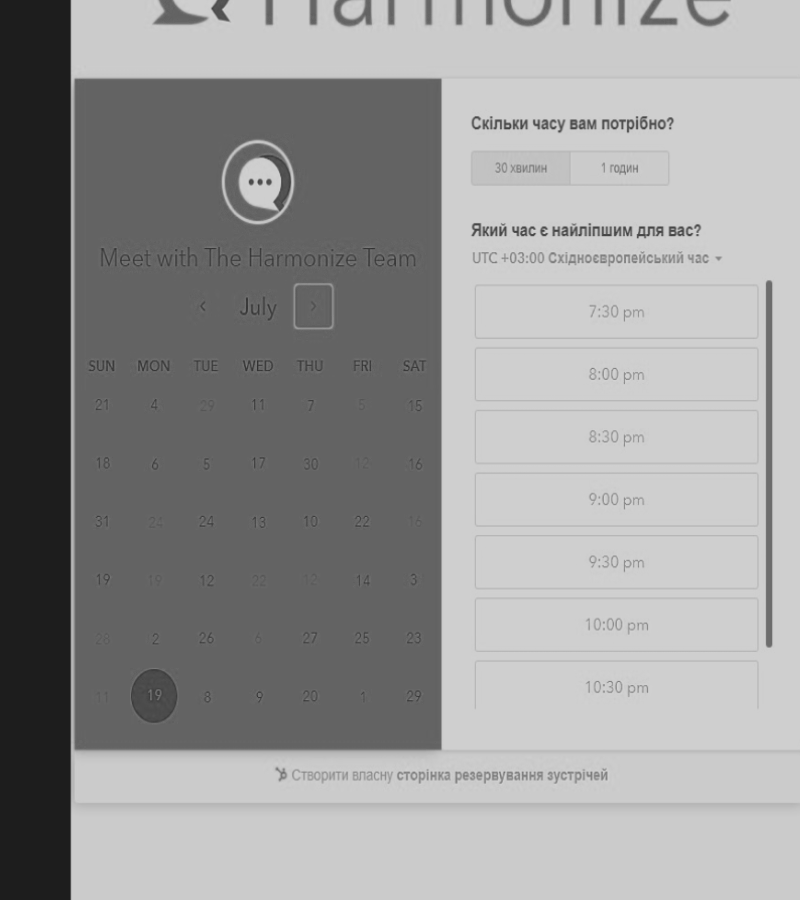 Harmonize
Meet with The Harmonize Team
July
SUN MON TUE WED THU FRI SAT
21 4 29 11 7 5 15
18 6 5 17 30 12 16
31 24 24 13 10 22 16
19 19 12 22 12 14 3
28 2 26 6 27 25 23
11 19 8 9 20 1 29
Скільки часу вам потрібно?
30 хвилин 1 годин
Який час є найліпшим для вас?
UTC +03:00 Східноєвропейський час
7:30 pm
8:00 pm
8:30 pm
9:00 pm
9:30 pm
10:00 pm
10:30 pm
Створити власну сторінка резервування зустрічей